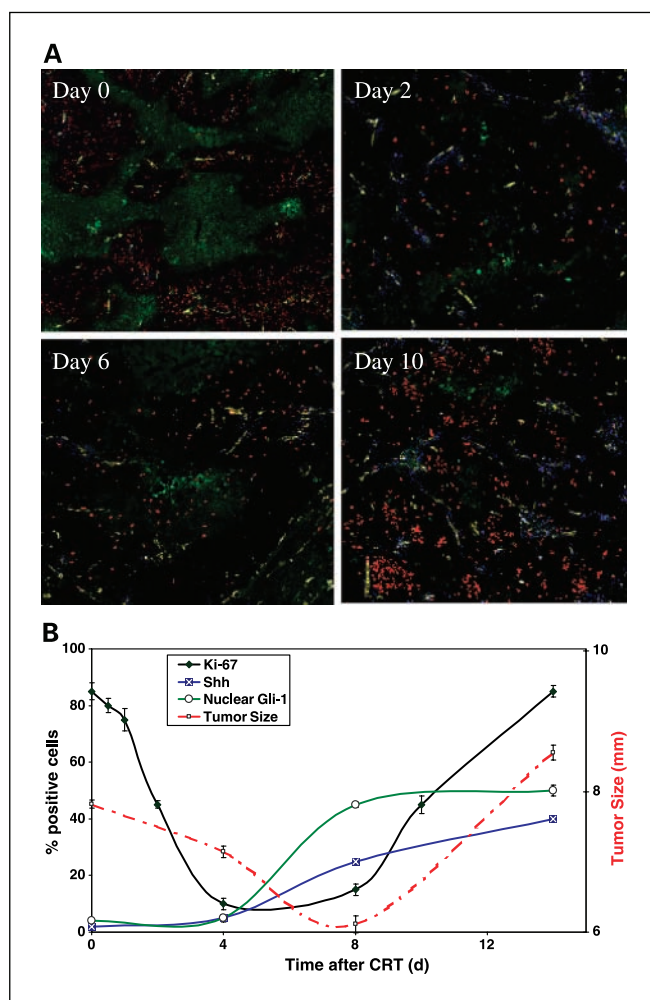 A
Day 0
Day 2
Day 6
Day 10
B
100
80
60
40
20
0
% positive cells
Ki-67
Shh
Nuclear Gli-1
Tumor Size
10
8
6
Tumor Size (mm)
0
4
8
12
Time after CRT (d)